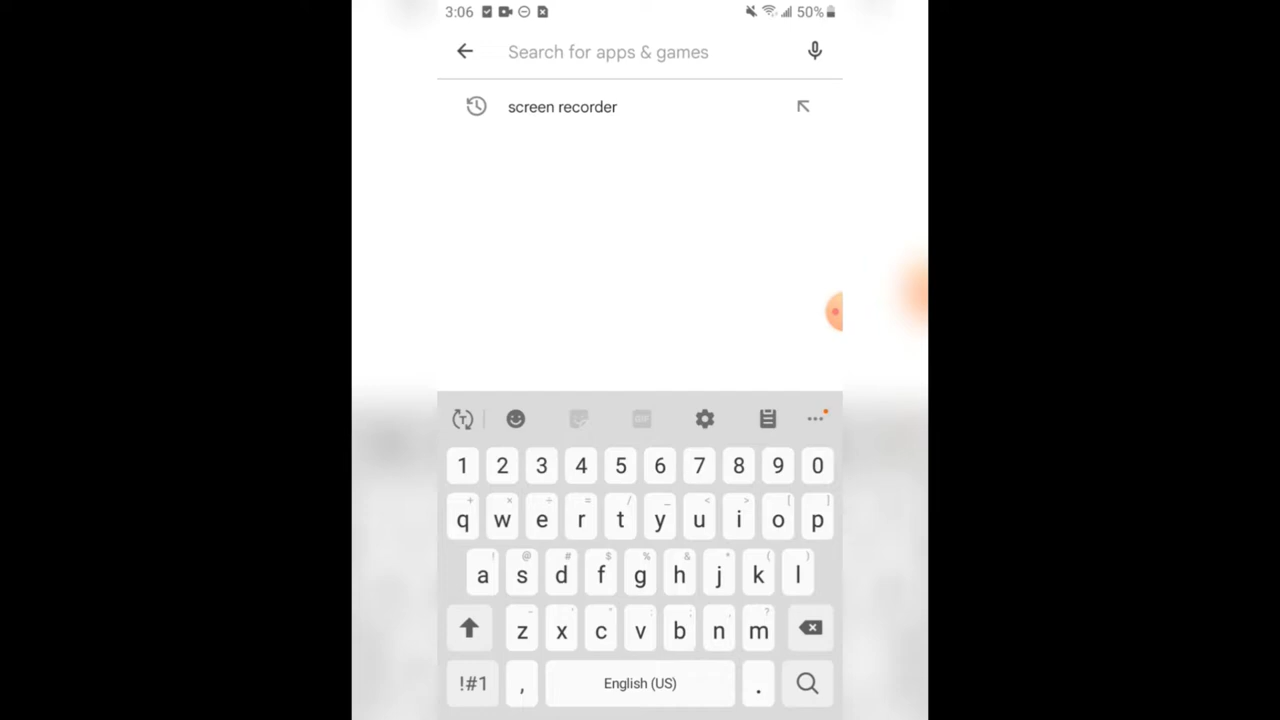 3:06 50%
Search for apps & games
screen recorder
GIF
1 2 3 4 5 6 7 8 9 0
q w e r t y u i o p
a s d f g h j k l
z x c v b n m
!#1 , English (US) .